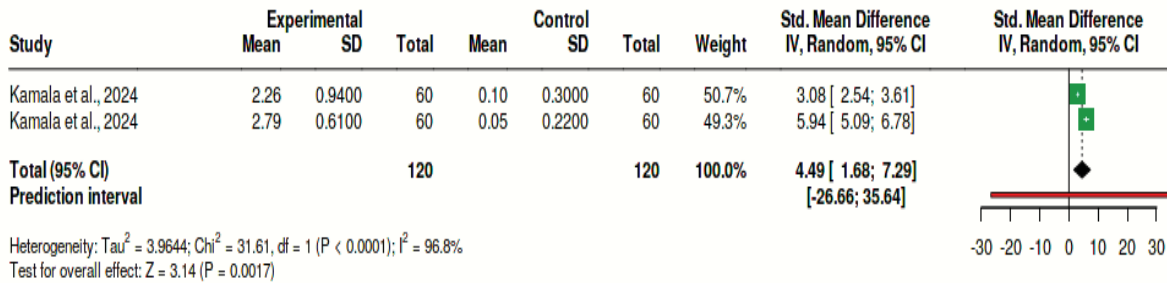 Experimental Control Std. Mean Difference Std. Mean Difference
Study Mean SD Total Mean SD Total Weight IV, Random, 95% CI IV, Random, 95% CI
Kamala et al., 2024 2.26 0.9400 60 0.10 0.3000 60 50.7% 3.08 [ 2.54; 3.61]
Kamala et al., 2024 2.79 0.6100 60 0.05 0.2200 60 49.3% 5.94 [ 5.09; 6.78]
Total (95% CI) 120 120 100.0% 4.49 [ 1.68; 7.29]
Prediction interval [-26.66; 35.64]
Heterogeneity: Tau² = 3.9644; Chi² = 31.61, df = 1 (P < 0.0001); I² = 96.8%
Test for overall effect: Z = 3.14 (P = 0.0017)
-30 -20 -10 0 10 20 30